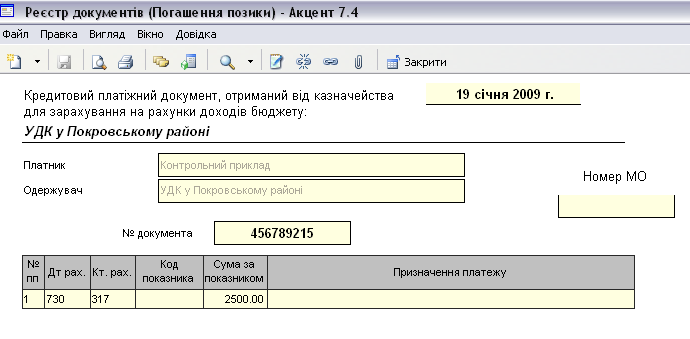 Реєстр документів (Погашення позики) - Акцент 7.4
Файл Правка Вигляд Вікно Довідка
Закрити
Кредитовий платіжний документ, отриманий від казначейства
19 січня 2009 г.
для зарахування на рахунки доходів бюджету:
УДК у Покровському районі
Платник Контрольний приклад
Номер МО
Одержувач УДК у Покровському районі
№ документа 456789215
№ пп Дт рах. Кт. рах. Код показника Сума за показником Призначення платежу
1 730 317 2500.00